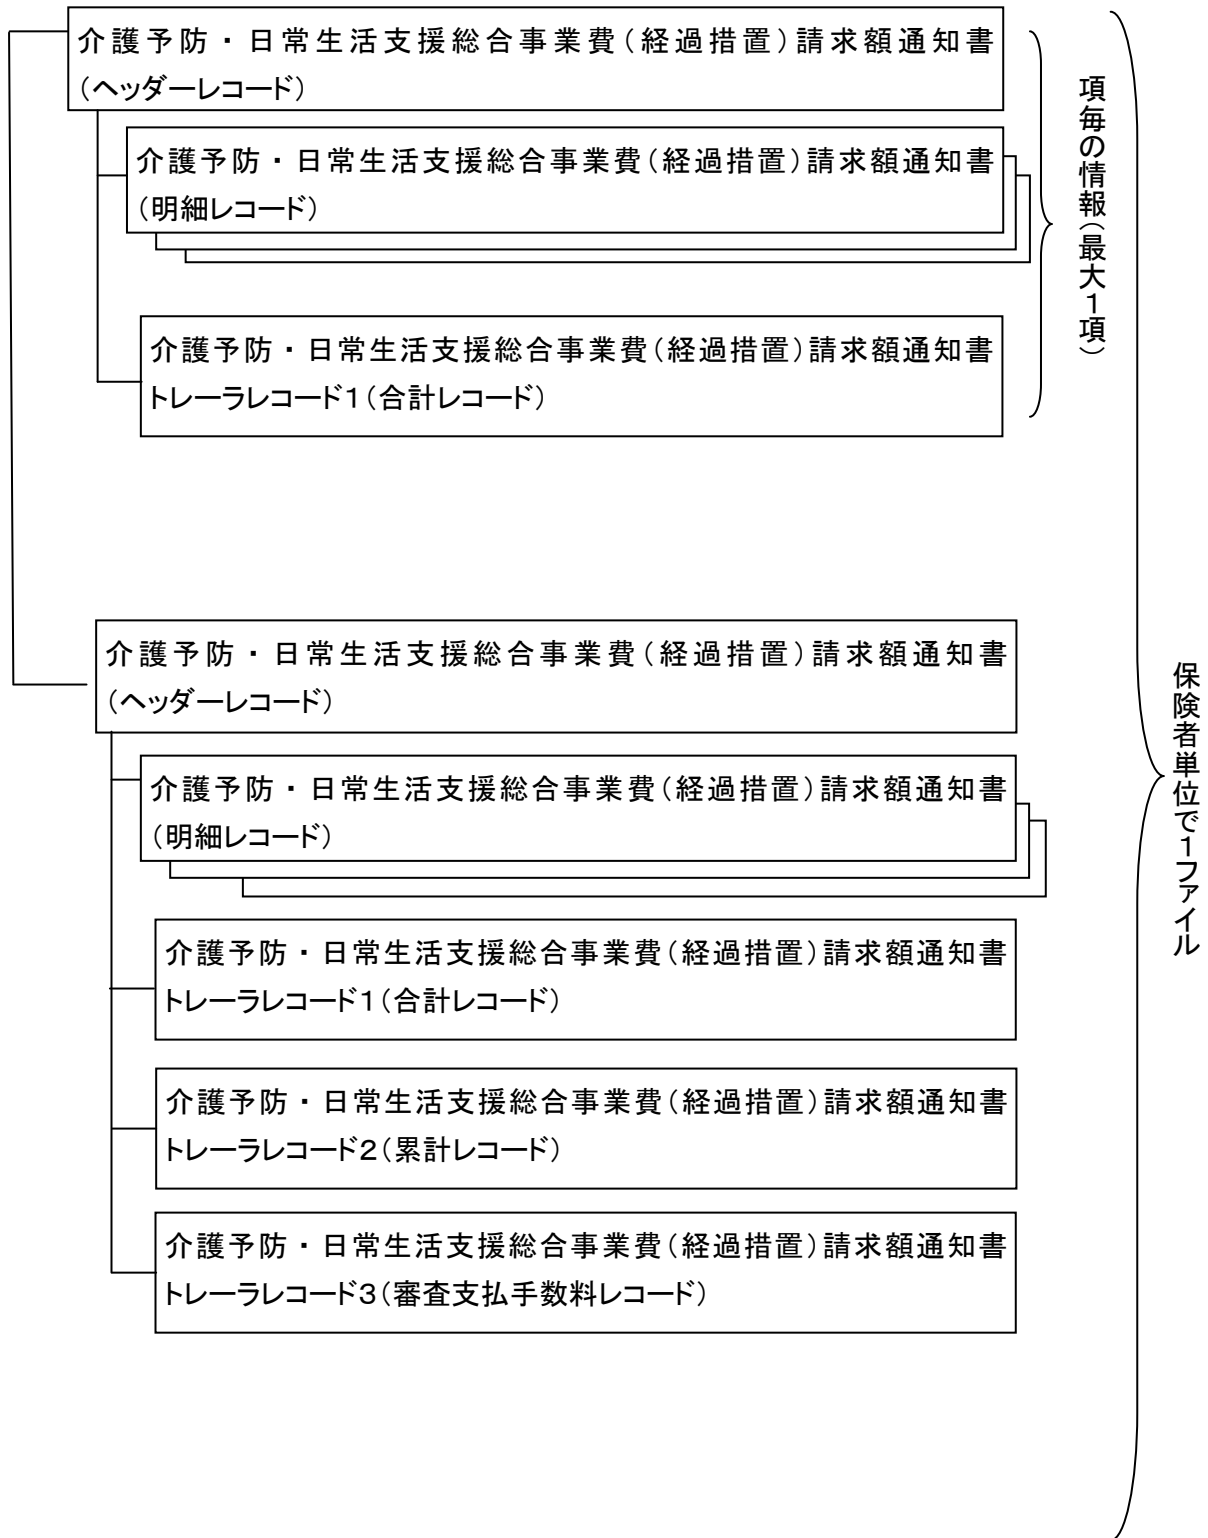 介護予防・日常生活支援総合事業費（経過措置）請求額通知書
（ヘッダーレコード）
介護予防・日常生活支援総合事業費（経過措置）請求額通知書
（明細レコード）
介護予防・日常生活支援総合事業費（経過措置）請求額通知書
トレーラレコード１（合計レコード）
項毎の情報（最大１項）
介護予防・日常生活支援総合事業費（経過措置）請求額通知書
（ヘッダーレコード）
介護予防・日常生活支援総合事業費（経過措置）請求額通知書
（明細レコード）
介護予防・日常生活支援総合事業費（経過措置）請求額通知書
トレーラレコード１（合計レコード）
介護予防・日常生活支援総合事業費（経過措置）請求額通知書
トレーラレコード２（累計レコード）
介護予防・日常生活支援総合事業費（経過措置）請求額通知書
トレーラレコード３（審査支払手数料レコード）
保険者単位で１ファイル